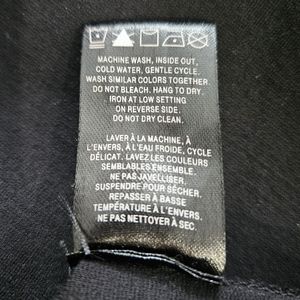 MACHINE WASH, INSIDE OUT,
COLD WATER, GENTLE CYCLE.
WASH SIMILAR COLORS TOGETHER.
DO NOT BLEACH. HANG TO DRY.
IRON AT LOW SETTING
ON REVERSE SIDE.
DO NOT DRY CLEAN.
LAVER À LA MACHINE, À
L'ENVERS, À L'EAU FROIDE, CYCLE
DÉLICAT. LAVEZ LES COULEURS
SEMBLABLES ENSEMBLE.
NE PAS JAVELLISER.
SUSPENDRE POUR SÉCHER.
REPASSER À BASSE
TEMPÉRATURE À L'ENVERS.
NE PAS NETTOYER À SEC.